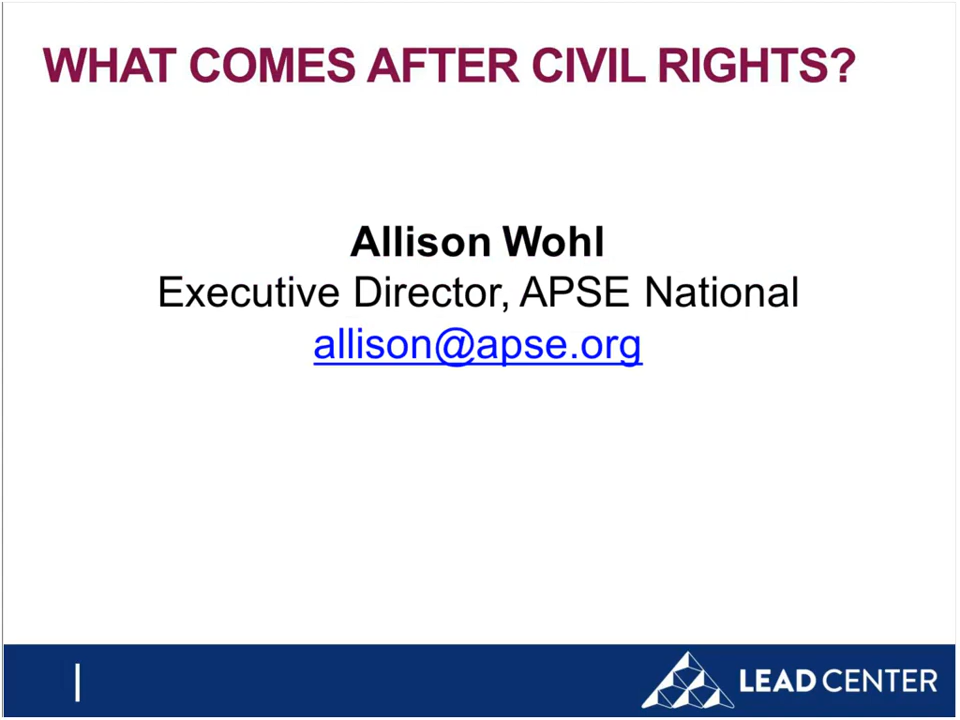 WHAT COMES AFTER CIVIL RIGHTS?
Allison Wohl
Executive Director, APSE National
allison@apse.org
LEAD CENTER